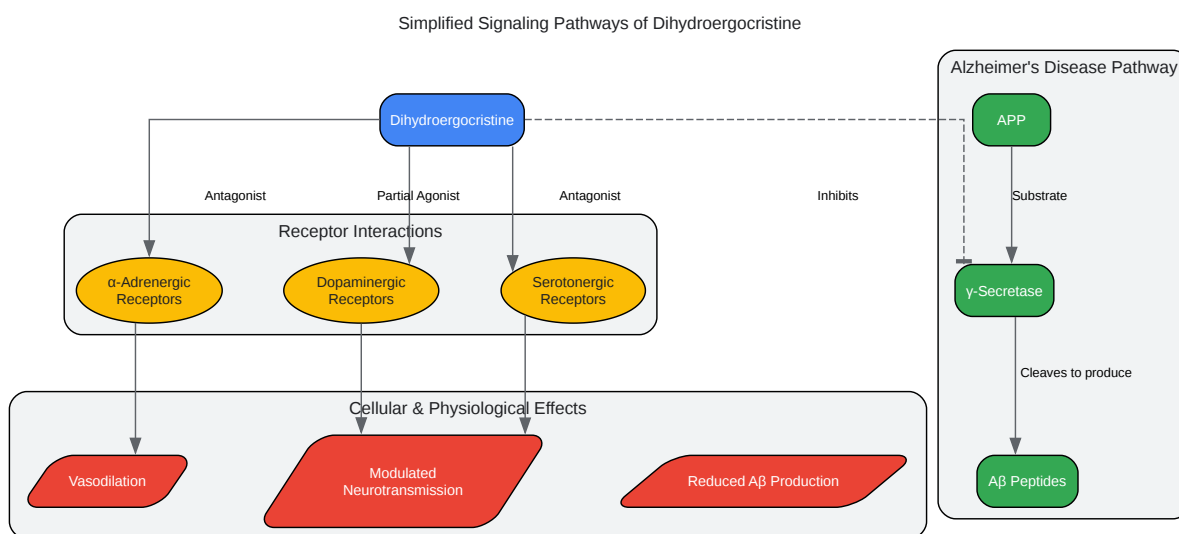 Simplified Signaling Pathways of Dihydroergocristine
Alzheimer's Disease Pathway
Dihydroergocristine
APP
Antagonist
Partial Agonist
Antagonist
Inhibits
Substrate
Receptor Interactions
α-Adrenergic
Receptors
Dopaminergic
Receptors
Serotonergic
Receptors
γ-Secretase
Cleaves to produce
Cellular & Physiological Effects
Vasodilation
Modulated
Neurotransmission
Reduced Aβ Production
Aβ Peptides